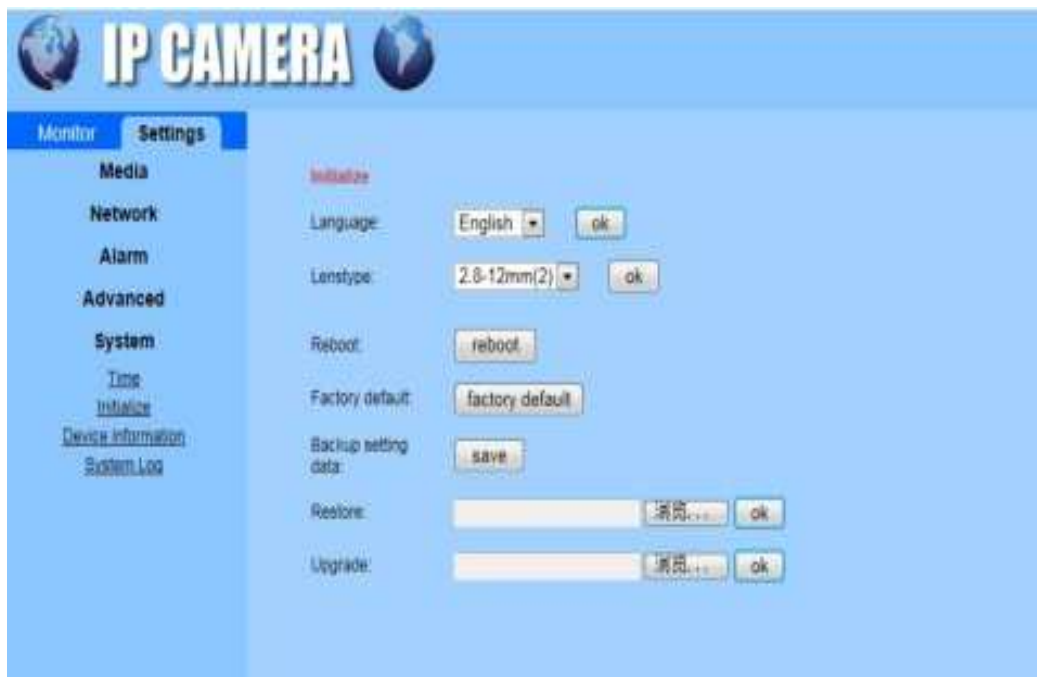 IP CAMERA
Monitor Settings
Media
Network
Alarm
Advanced
System
Time
Initialize
Device Information
System Log
Initialize
Language: English ok
Lenstype: 2.8-12mm(2) ok
Reboot: reboot
Factory default: factory default
Backup setting
data: save
Restore: 浏览... ok
Upgrade: 浏览... ok